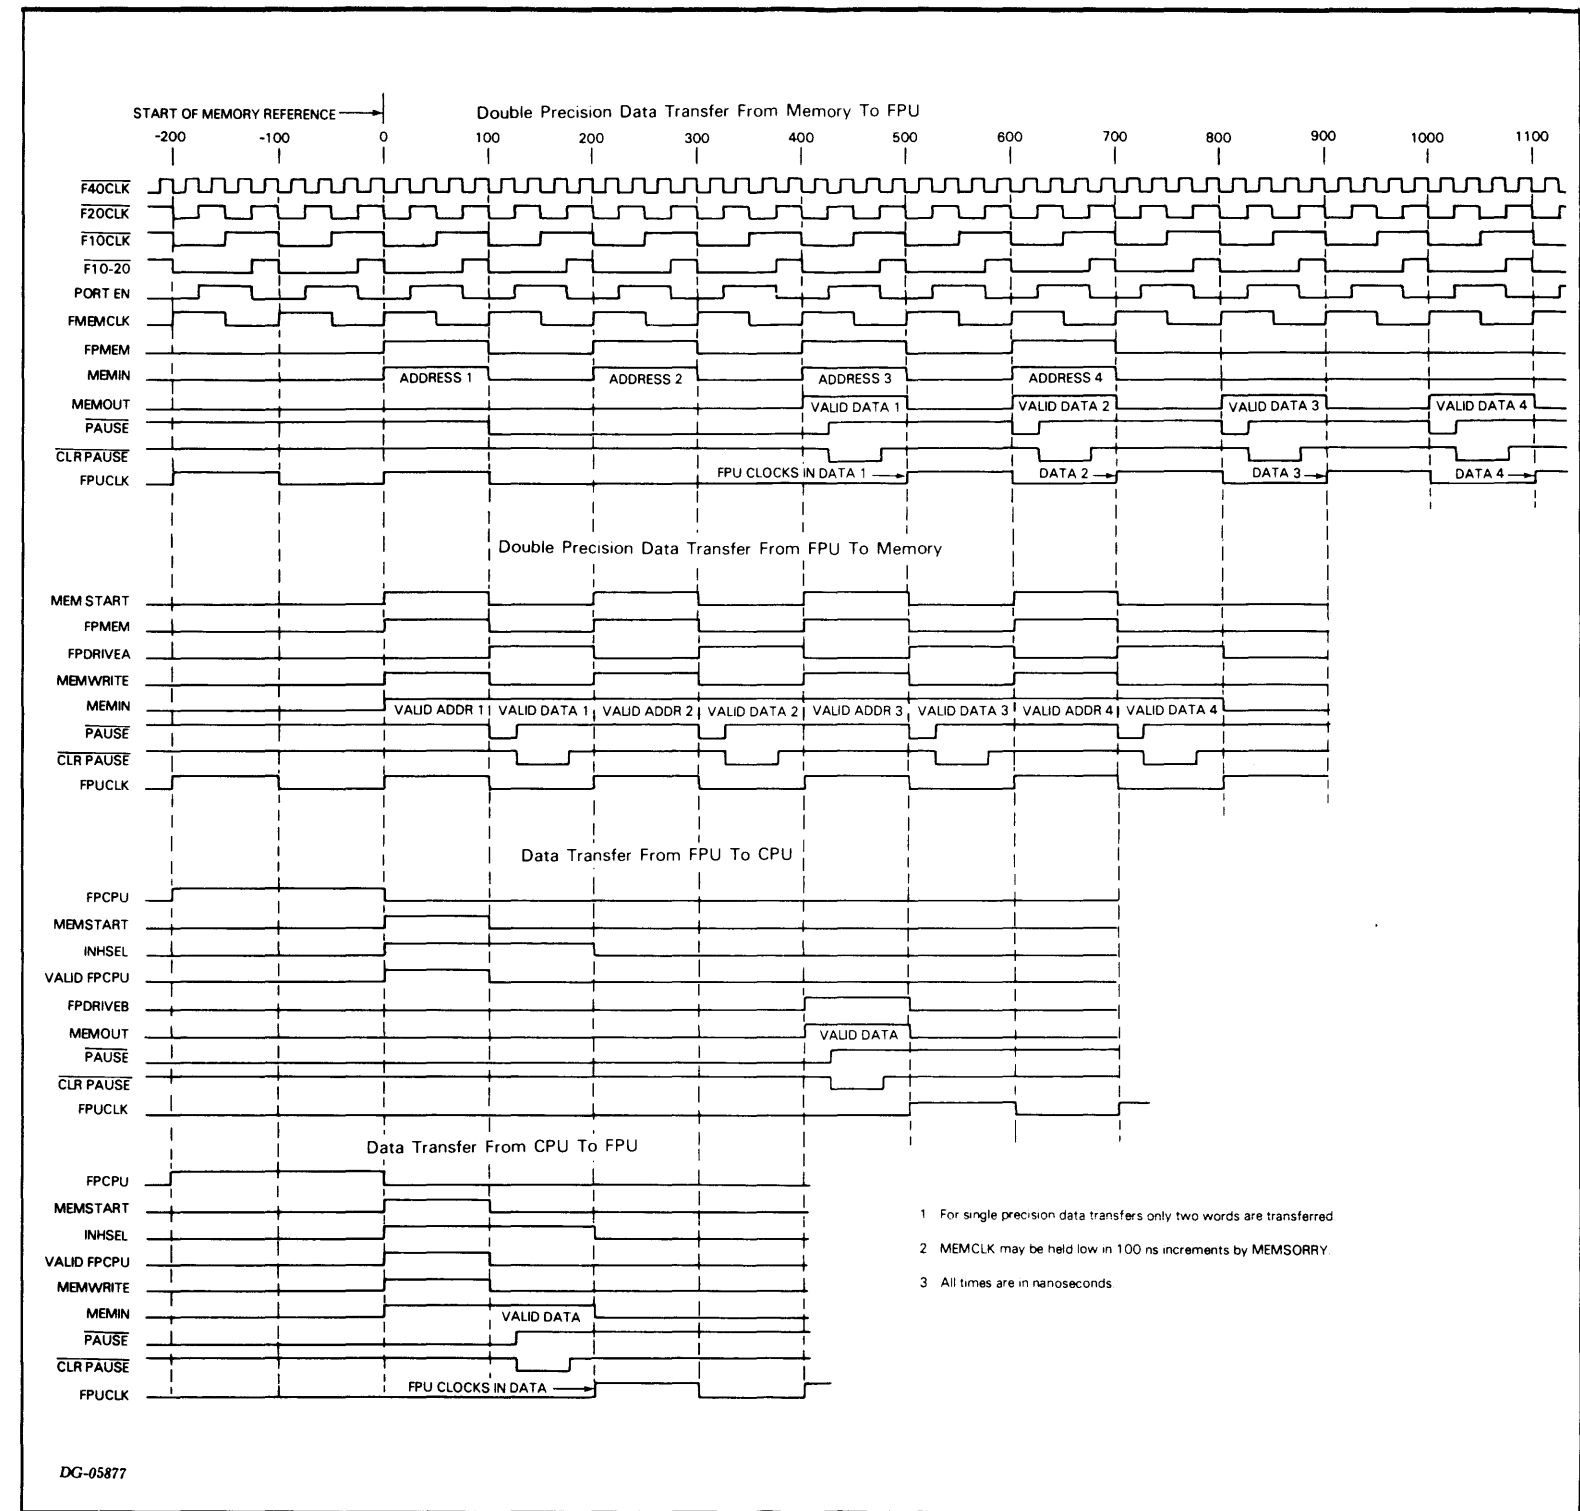 START OF MEMORY REFERENCE
Double Precision Data Transfer From Memory To FPU
-200 -100 0 100 200 300 400 500 600 700 800 900 1000 1100
F40CLK
F20CLK
F10CLK
F10-20
PORT EN
FMEMCLK
FPMEM
MEMIN ADDRESS 1 ADDRESS 2 ADDRESS 3 ADDRESS 4
MEMOUT VALID DATA 1 VALID DATA 2 VALID DATA 3 VALID DATA 4
PAUSE
CLR PAUSE
FPUCLK FPU CLOCKS IN DATA 1 DATA 2 DATA 3 DATA 4
Double Precision Data Transfer From FPU To Memory
MEM START
FPMEM
FPDRIVEA
MEMWRITE
MEMIN VALID ADDR 1 VALID DATA 1 VALID ADDR 2 VALID DATA 2 VALID ADDR 3 VALID DATA 3 VALID ADDR 4 VALID DATA 4
PAUSE
CLR PAUSE
FPUCLK
Data Transfer From FPU To CPU
FPCPU
MEMSTART
INHSEL
VALID FPCPU
FPDRIVEB
MEMOUT VALID DATA
PAUSE
CLR PAUSE
FPUCLK
Data Transfer From CPU To FPU
FPCPU
MEMSTART
INHSEL
VALID FPCPU
MEMWRITE
MEMIN VALID DATA
PAUSE
CLR PAUSE
FPUCLK FPU CLOCKS IN DATA
1 For single precision data transfers only two words are transferred
2 MEMCLK may be held low in 100 ns increments by MEMSORRY.
3 All times are in nanoseconds
DG-05877